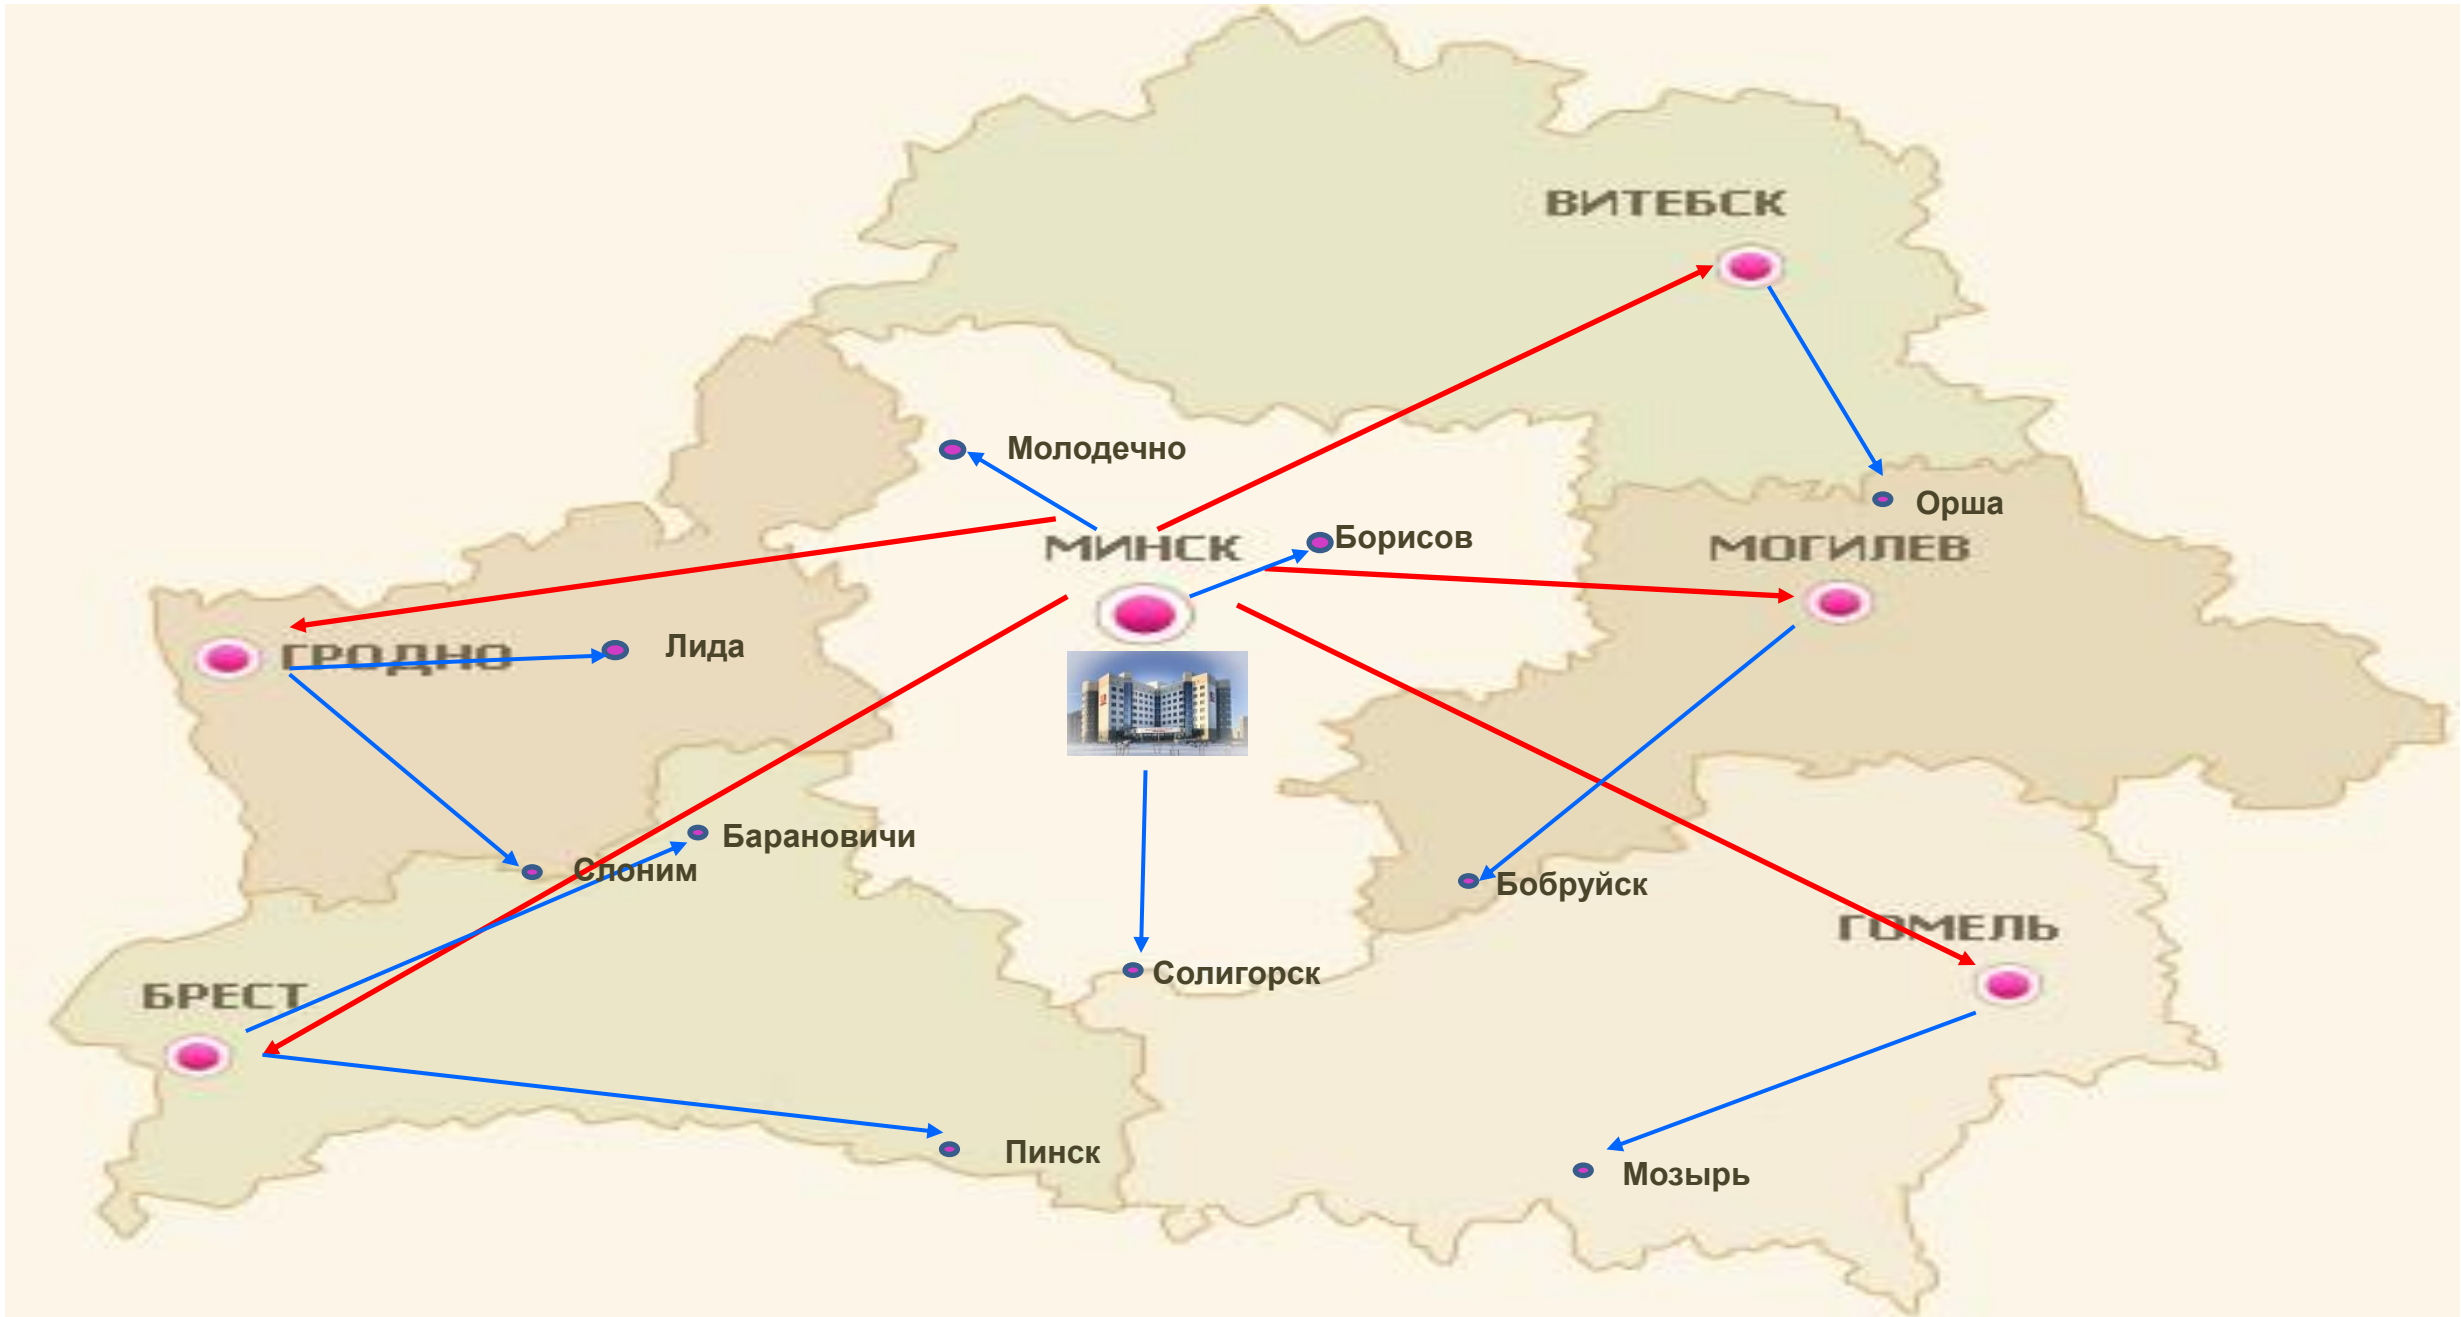 ВИТЕБСК
Молодечно
Орша
Борисов
МИНСК
МОГИЛЕВ
Лида
ГРОДНО
Барановичи
Слоним
Бобруйск
ГОМЕЛЬ
Солигорск
БРЕСТ
Пинск
Мозырь